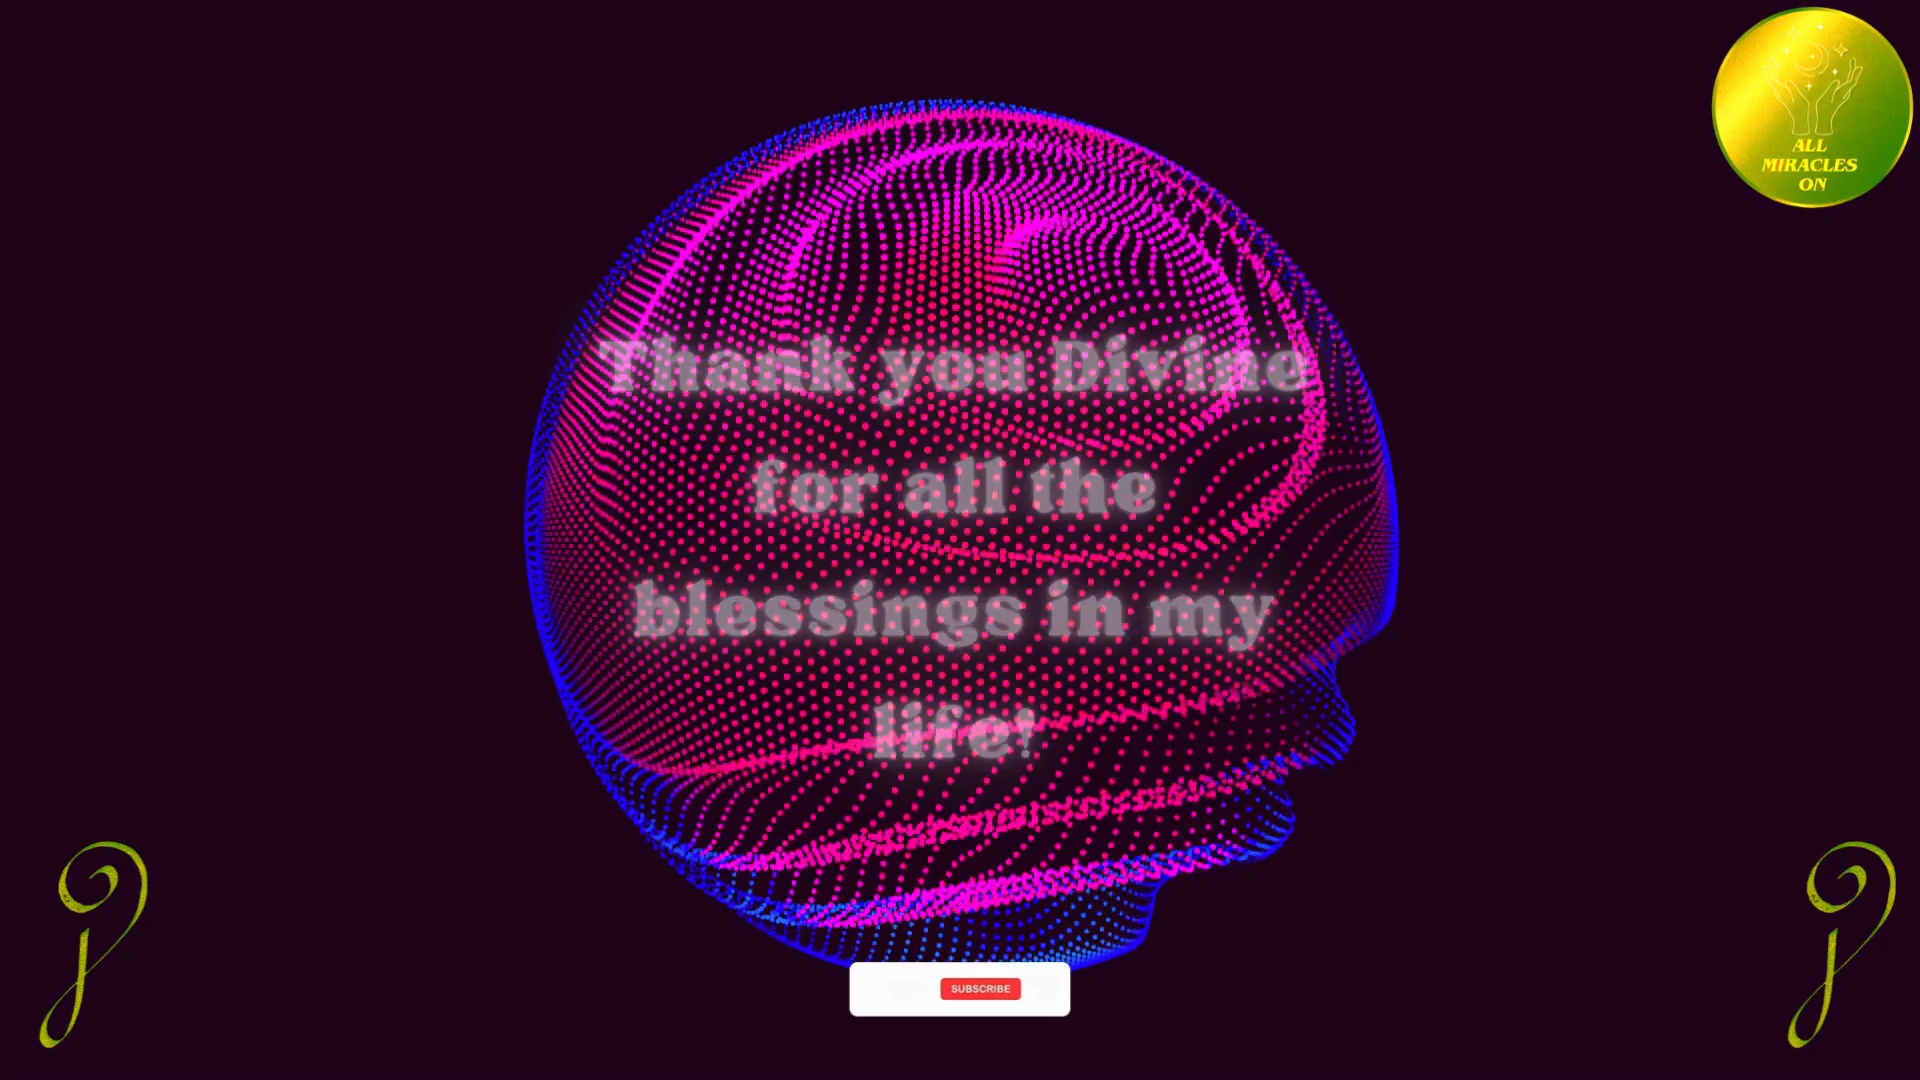 ALL
MIRACLES
ON
Thank you Divine
for all the
blessings in my
life!
SUBSCRIBE